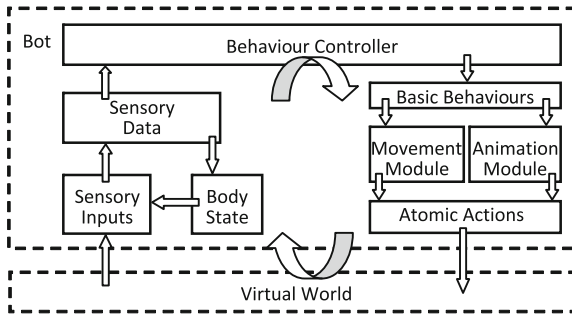 Bot
Behaviour Controller
Sensory
Data
Basic Behaviours
Movement
Module
Animation
Module
Sensory
Inputs
Body
State
Atomic Actions
Virtual World